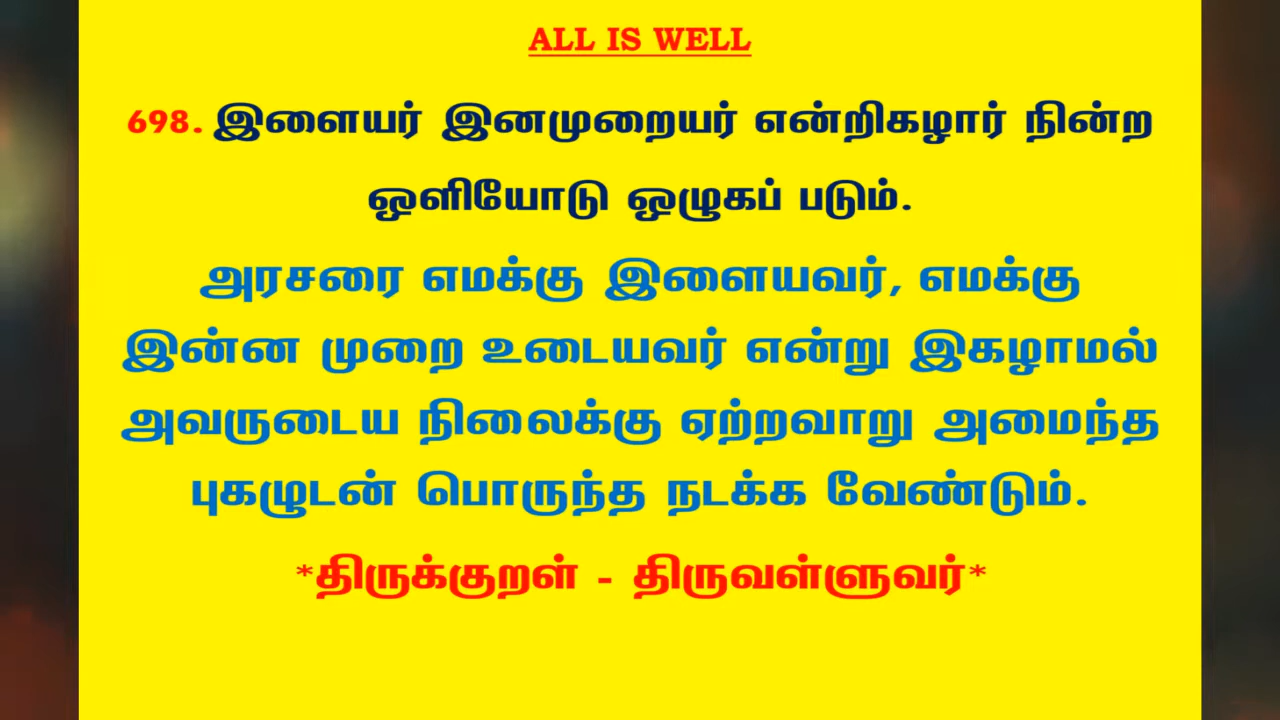 ALL IS WELL
698. இளையர் இனமுறையர் என்றிகழார் நின்ற
ஒளியோடு ஒழுகப் படும்.
அரசரை எமக்கு இளையவர், எமக்கு
இன்ன முறை உடையவர் என்று இகழாமல்
அவருடைய நிலைக்கு ஏற்றவாறு அமைந்த
புகழுடன் பொருந்த நடக்க வேண்டும்.
*திருக்குறள் - திருவள்ளுவர்*